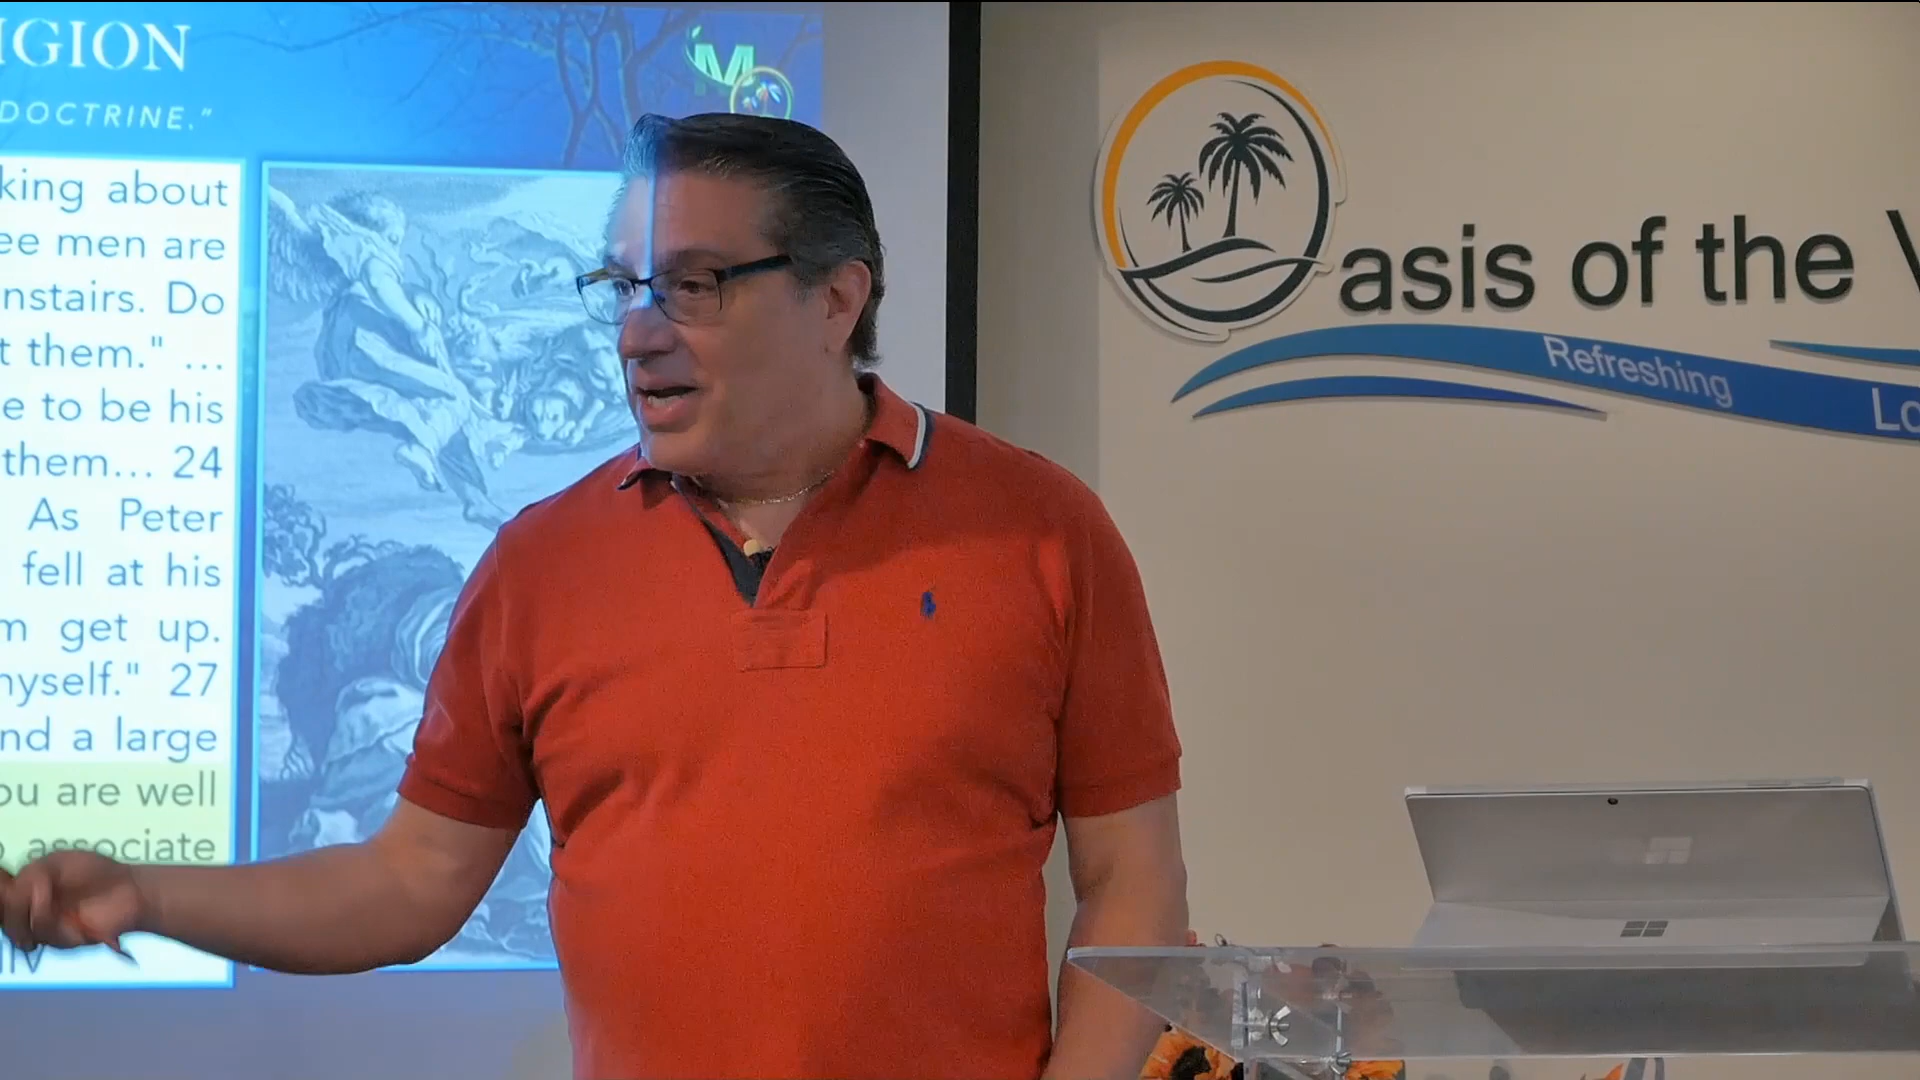 IGION
DOCTRINE."
M
king about
ee men are
nstairs. Do
t them." ...
e to be his
them... 24
As Peter
fell at his
m get up.
nyself." 27
nd a large
ou are well
associate
asis of the
Refreshing